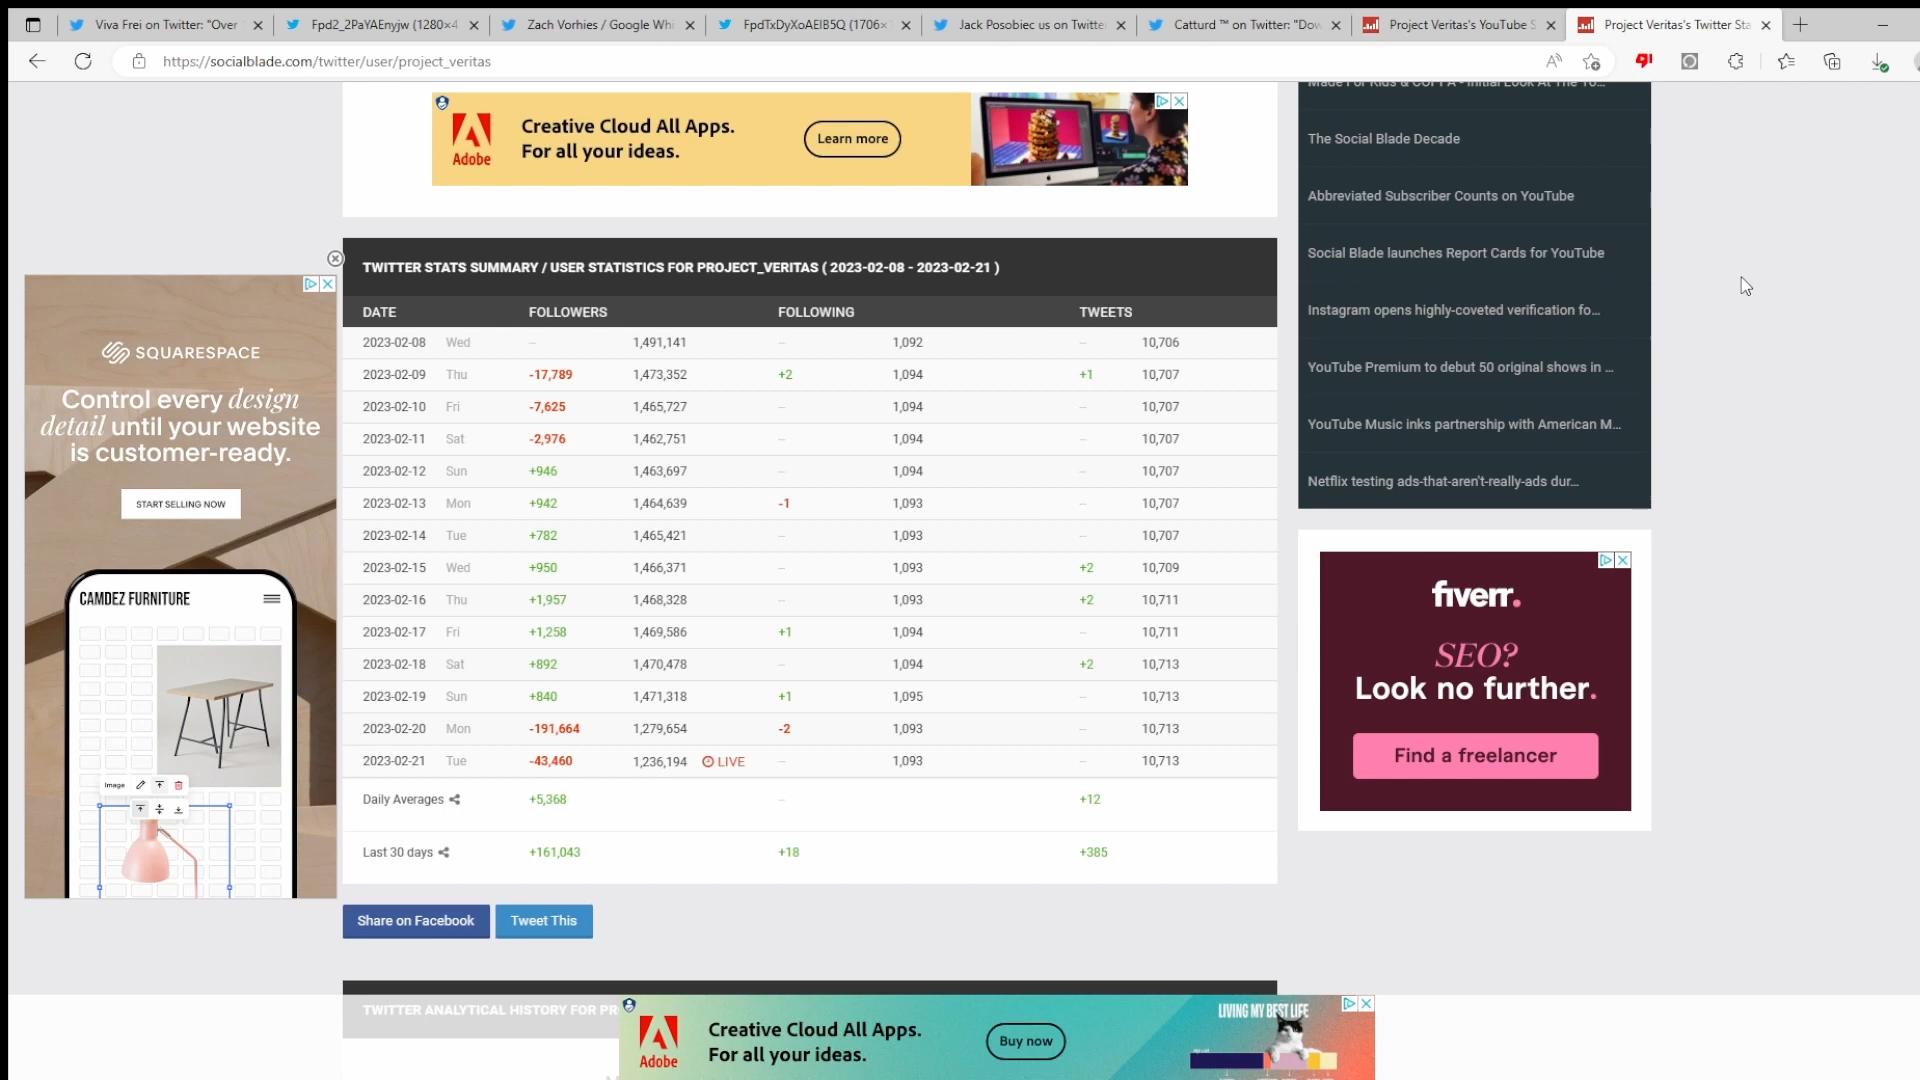 Viva Frei on Twitter: "Over
Fpd2_2PaYAEnyjw (1280×4
Zach Vorhies / Google Whi
FpdTxDyXoAEIB5Q (1706×
Jack Posobiec us on Twitter
Catturd ™ on Twitter: "Dow
Project Veritas's YouTube S
Project Veritas's Twitter Sta
https://socialblade.com/twitter/user/project_veritas
Adobe
Creative Cloud All Apps.
For all your ideas.
Learn more
Made For Kids & COPPA - Initial Look At The Yo...
The Social Blade Decade
Abbreviated Subscriber Counts on YouTube
Social Blade launches Report Cards for YouTube
Instagram opens highly-coveted verification fo...
YouTube Premium to debut 50 original shows in ...
YouTube Music inks partnership with American M...
Netflix testing ads-that-aren't-really-ads dur...
SQUARESPACE
Control every design
detail until your website
is customer-ready.
START SELLING NOW
CAMDEZ FURNITURE
Image
TWITTER STATS SUMMARY / USER STATISTICS FOR PROJECT_VERITAS ( 2023-02-08 - 2023-02-21 )
DATE FOLLOWERS FOLLOWING TWEETS
2023-02-08 Wed -- 1,491,141 -- 1,092 -- 10,706
2023-02-09 Thu -17,789 1,473,352 +2 1,094 +1 10,707
2023-02-10 Fri -7,625 1,465,727 -- 1,094 -- 10,707
2023-02-11 Sat -2,976 1,462,751 -- 1,094 -- 10,707
2023-02-12 Sun +946 1,463,697 -- 1,094 -- 10,707
2023-02-13 Mon +942 1,464,639 -1 1,093 -- 10,707
2023-02-14 Tue +782 1,465,421 -- 1,093 -- 10,707
2023-02-15 Wed +950 1,466,371 -- 1,093 +2 10,709
2023-02-16 Thu +1,957 1,468,328 -- 1,093 +2 10,711
2023-02-17 Fri +1,258 1,469,586 +1 1,094 -- 10,711
2023-02-18 Sat +892 1,470,478 -- 1,094 +2 10,713
2023-02-19 Sun +840 1,471,318 +1 1,095 -- 10,713
2023-02-20 Mon -191,664 1,279,654 -2 1,093 -- 10,713
2023-02-21 Tue -43,460 1,236,194 LIVE -- 1,093 -- 10,713
Daily Averages +5,368 -- +12
Last 30 days +161,043 +18 +385
Share on Facebook
Tweet This
fiverr.
SEO?
Look no further.
Find a freelancer
TWITTER ANALYTICAL HISTORY FOR PR
Adobe
Creative Cloud All Apps.
For all your ideas.
Buy now
LIVING MY BEST LIFE